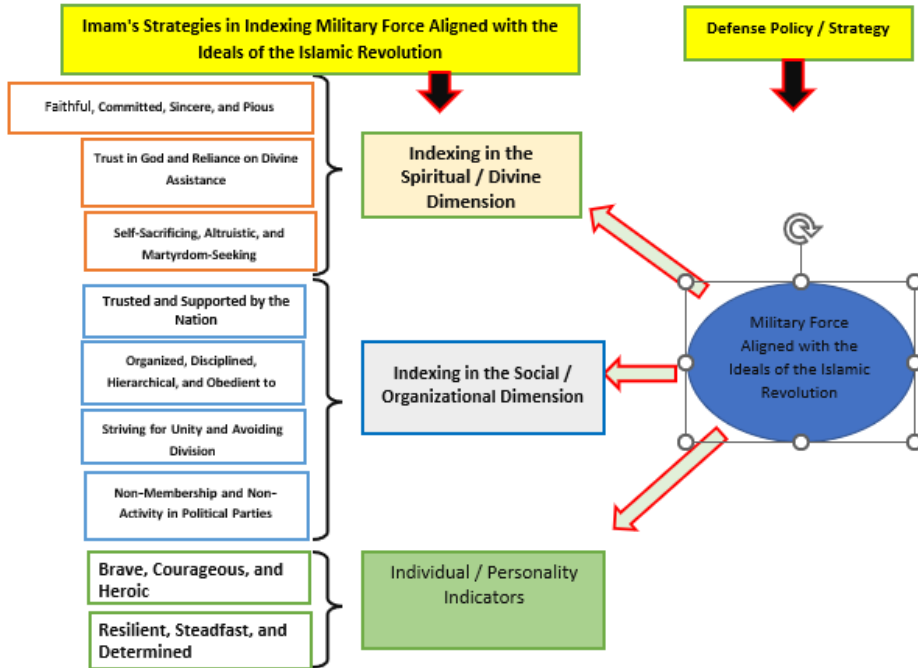 Imam's Strategies in Indexing Military Force Aligned with the
Ideals of the Islamic Revolution
Defense Policy / Strategy
Faithful, Committed, Sincere, and Pious
Trust in God and Reliance on Divine
Assistance
Self-Sacrificing, Altruistic, and
Martyrdom-Seeking
Indexing in the
Spiritual / Divine
Dimension
Trusted and Supported by the
Nation
Organized, Disciplined,
Hierarchical, and Obedient to
Striving for Unity and Avoiding
Division
Non-Membership and Non-
Activity in Political Parties
Indexing in the Social /
Organizational Dimension
Military Force
Aligned with the
Ideals of the Islamic
Revolution
Brave, Courageous, and
Heroic
Resilient, Steadfast, and
Determined
Individual / Personality
Indicators